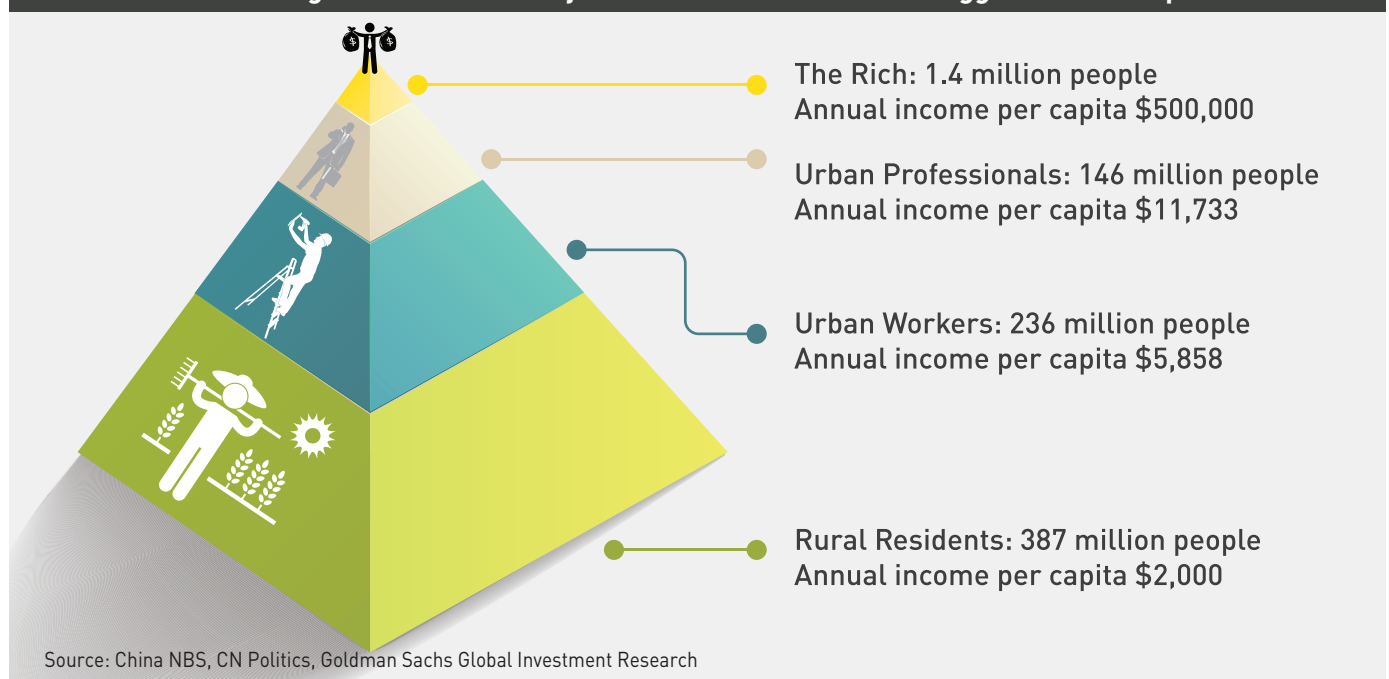 The Rich: 1.4 million people
Annual income per capita $500,000
Urban Professionals: 146 million people
Annual income per capita $11,733
Urban Workers: 236 million people
Annual income per capita $5,858
Rural Residents: 387 million people
Annual income per capita $2,000
Source: China NBS, CN Politics, Goldman Sachs Global Investment Research